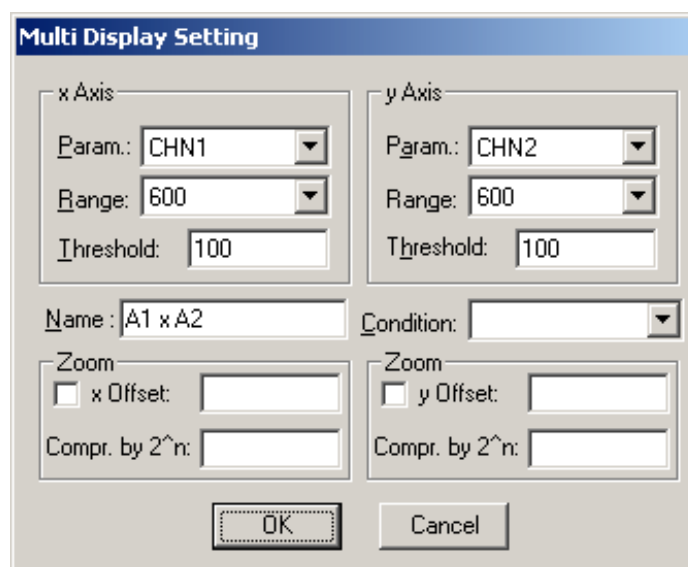 Multi Display Setting
x Axis
Param.: CHN1
Range: 600
Threshold: 100
y Axis
Param.: CHN2
Range: 600
Threshold: 100
Name : A1 x A2
Condition:
Zoom
x Offset:
Compr. by 2^n:
Zoom
y Offset:
Compr. by 2^n:
OK
Cancel